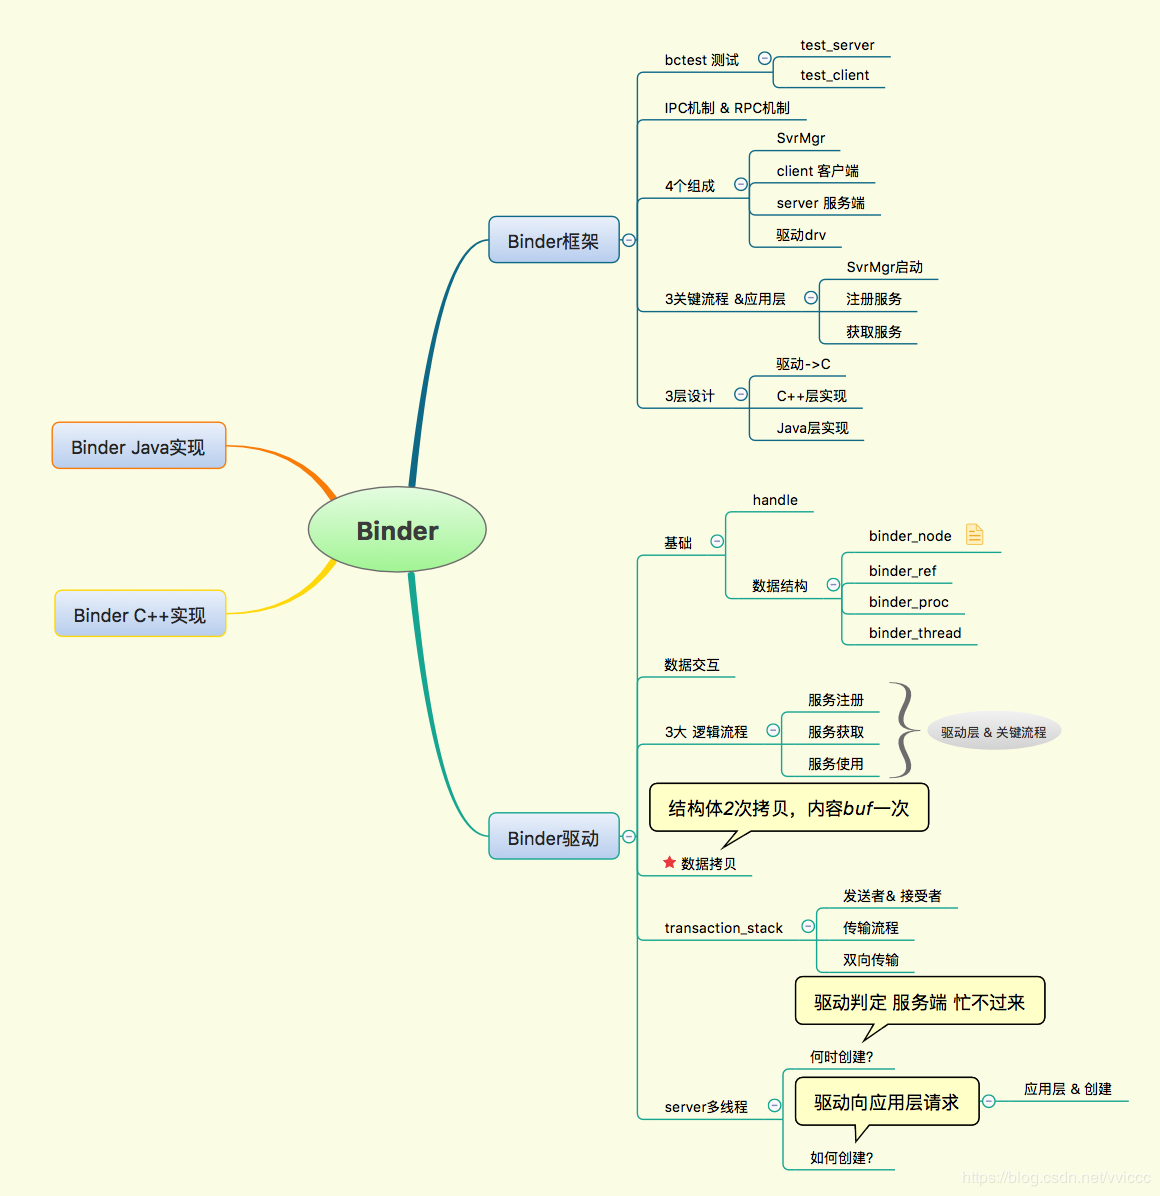 Binder
Binder框架
bctest 测试
test_server
test_client
IPC机制 & RPC机制
4个组成
SvrMgr
client 客户端
server 服务端
驱动drv
3关键流程 &应用层
SvrMgr启动
注册服务
获取服务
3层设计
驱动->C
C++层实现
Java层实现
Binder驱动
基础
handle
数据结构
binder_node
binder_ref
binder_proc
binder_thread
数据交互
3大 逻辑流程
服务注册
服务获取
服务使用
驱动层 & 关键流程
结构体2次拷贝，内容buf一次
数据拷贝
transaction_stack
发送者& 接受者
传输流程
双向传输
server多线程
驱动判定 服务端 忙不过来
何时创建?
驱动向应用层请求
应用层 & 创建
如何创建?
Binder Java实现
Binder C++实现
https://blog.csdn.net/vviccc